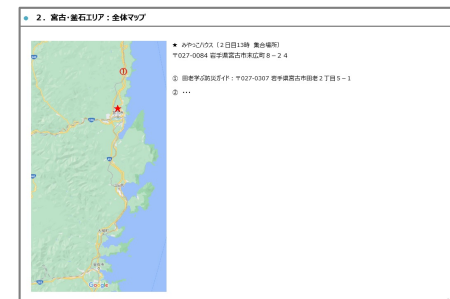 2．宮古・釜石エリア：全体マップ
★ みやっこハウス（2日目13時 集合場所）
〒027-0084 岩手県宮古市末広町８－２４
① 田老学ぶ防災ガイド：〒027-0307 岩手県宮古市田老２丁目５－１
② ・・・
①
★
Google